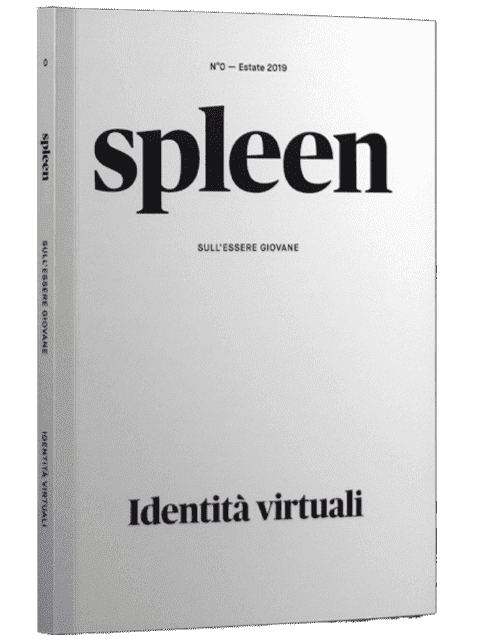 N°0 — Estate 2019
spleen
SULL'ESSERE GIOVANE
Identità virtuali
0
spleen
SULL'ESSERE GIOVANE
IDENTITÀ VIRTUALI